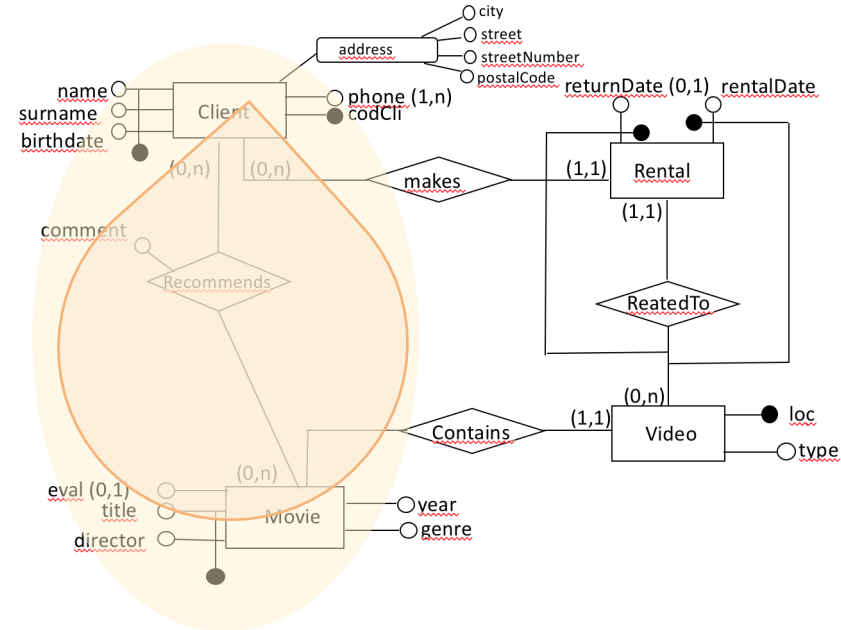 city
address
street
streetNumber
postalCode
name
Client
phone (1,n)
surname
codCli
birthdate
returnDate (0,1)
rentalDate
(0,n)
(0,n)
makes
(1,1)
Rental
(1,1)
comment
Recommends
ReatedTo
(0,n)
(1,1)
Contains
Video
loc
type
(0,n)
eval (0,1)
title
Movie
year
director
genre